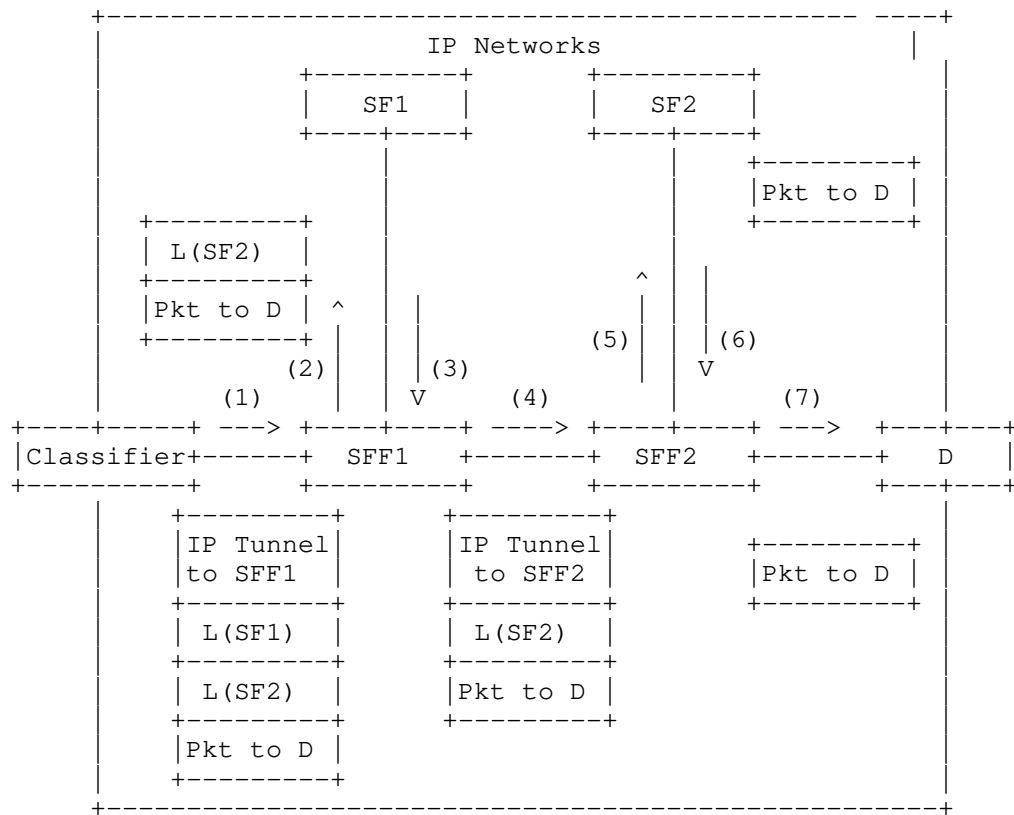 IP Networks
SF1 SF2
Pkt to D
L(SF2)
Pkt to D
(5) (6)
(2) (3)
(1) (4) (7)
Classifier SFF1 SFF2 D
IP Tunnel IP Tunnel
to SFF1 to SFF2 Pkt to D
L(SF1) L(SF2)
L(SF2) Pkt to D
Pkt to D